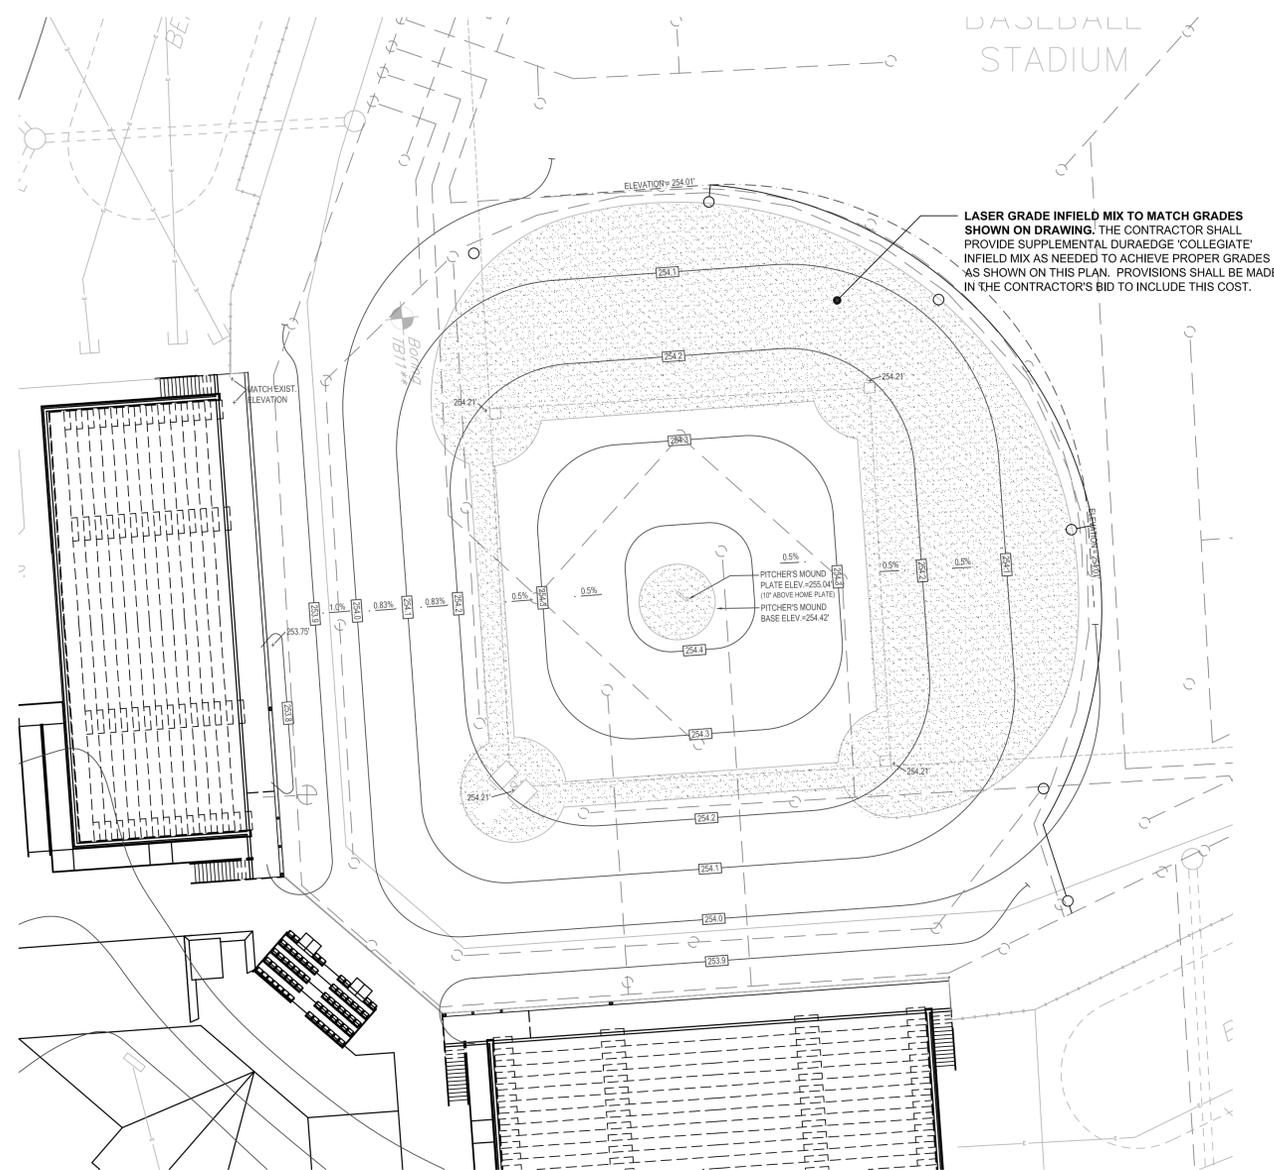 BASEBALL
STADIUM
ELEVATION= 254.01'
LASER GRADE INFIELD MIX TO MATCH GRADES
SHOWN ON DRAWING. THE CONTRACTOR SHALL
PROVIDE SUPPLEMENTAL DURAEDGE 'COLLEGIATE'
INFIELD MIX AS NEEDED TO ACHIEVE PROPER GRADES
AS SHOWN ON THIS PLAN. PROVISIONS SHALL BE MADE
IN THE CONTRACTOR'S BID TO INCLUDE THIS COST.
254.1
Boring
254.2
254.21'
254.21'
MATCH EXIST.
ELEVATION
254.3
ELEVATION= 254.01'
0.5%
PITCHER'S MOUND
PLATE ELEV.=255.04'
(10" ABOVE HOME PLATE)
PITCHER'S MOUND
BASE ELEV.=254.42'
253.9
1.0%
254.0
0.83%
254.1
0.83%
254.2
0.5%
254.3
0.5%
254.3
0.5%
254.2
0.5%
254.1
253.75'
254.4
253.8
254.3
254.21'
254.21'
254.2
254.1
254.0
253.9